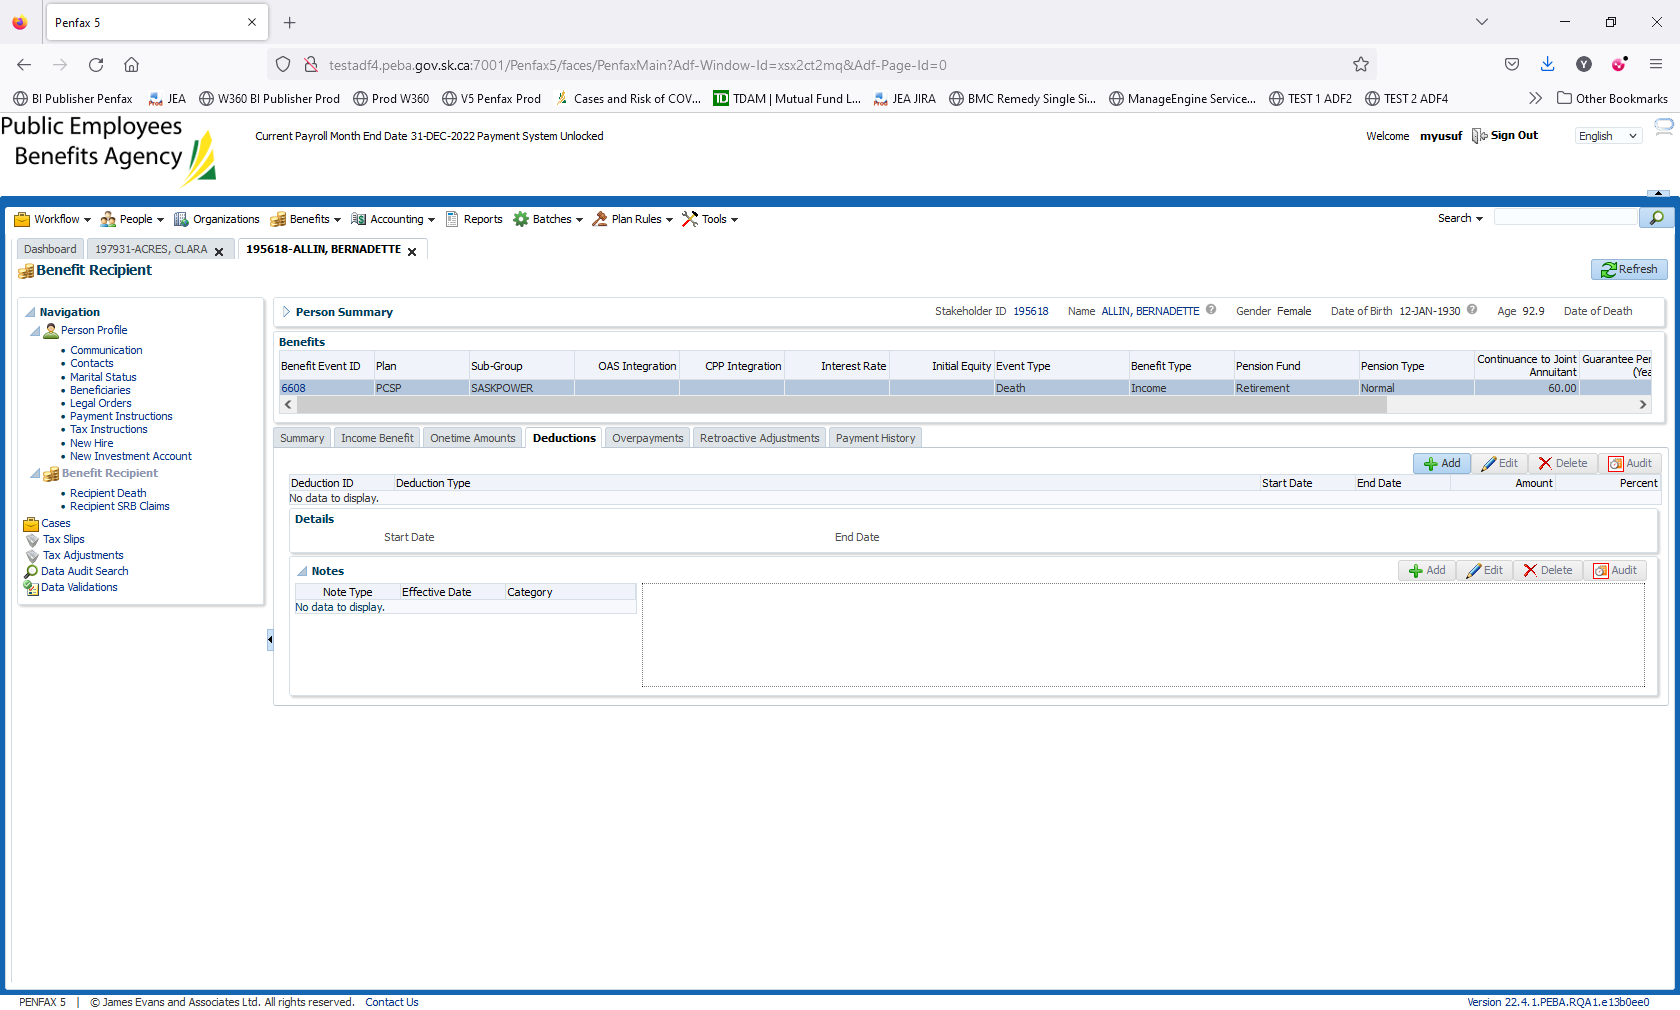 Penfax 5
testadf4.peba.gov.sk.ca:7001/Penfax5/faces/PenfaxMain?Adf-Window-Id=xsx2ct2mq&Adf-Page-Id=0
BI Publisher Penfax JEA W360 BI Publisher Prod Prod W360 V5 Penfax Prod Cases and Risk of COV... TD TDAM | Mutual Fund L... JEA JIRA BMC Remedy Single Si... ManageEngine Service... TEST 1 ADF2 TEST 2 ADF4 Other Bookmarks
Public Employees
Benefits Agency
Current Payroll Month End Date 31-DEC-2022 Payment System Unlocked
Welcome myusuf Sign Out English
Workflow People Organizations Benefits Accounting Reports Batches Plan Rules Tools Search
Dashboard 197931-ACRES, CLARA 195618-ALLIN, BERNADETTE
Benefit Recipient
Refresh
Navigation
Person Profile
Communication
Contacts
Marital Status
Beneficiaries
Legal Orders
Payment Instructions
Tax Instructions
New Hire
New Investment Account
Benefit Recipient
Recipient Death
Recipient SRB Claims
Cases
Tax Slips
Tax Adjustments
Data Audit Search
Data Validations
Person Summary Stakeholder ID 195618 Name ALLIN, BERNADETTE Gender Female Date of Birth 12-JAN-1930 Age 92.9 Date of Death
Benefits
Benefit Event ID Plan Sub-Group OAS Integration CPP Integration Interest Rate Initial Equity Event Type Benefit Type Pension Fund Pension Type Continuance to Joint Annuitant Guarantee Per (Yea
6608 PCSP SASKPOWER Death Income Retirement Normal 60.00
Summary Income Benefit Onetime Amounts Deductions Overpayments Retroactive Adjustments Payment History
Add Edit Delete Audit
Deduction ID Deduction Type Start Date End Date Amount Percent
No data to display.
Details
Start Date End Date
Notes
Add Edit Delete Audit
Note Type Effective Date Category
No data to display.
PENFAX 5 | © James Evans and Associates Ltd. All rights reserved. Contact Us
Version 22.4.1.PEBA.RQA1.e13b0ee0